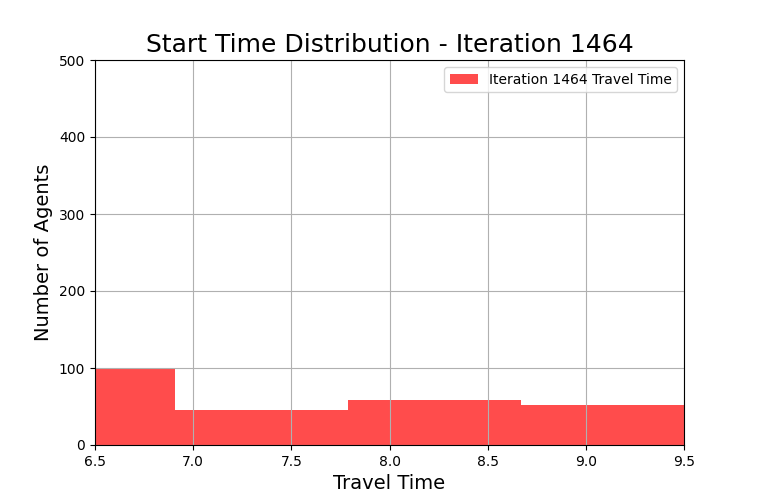 Start Time Distribution - Iteration 1464
Iteration 1464 Travel Time
Number of Agents
500
400
300
200
100
0
6.5 7.0 7.5 8.0 8.5 9.0 9.5
Travel Time